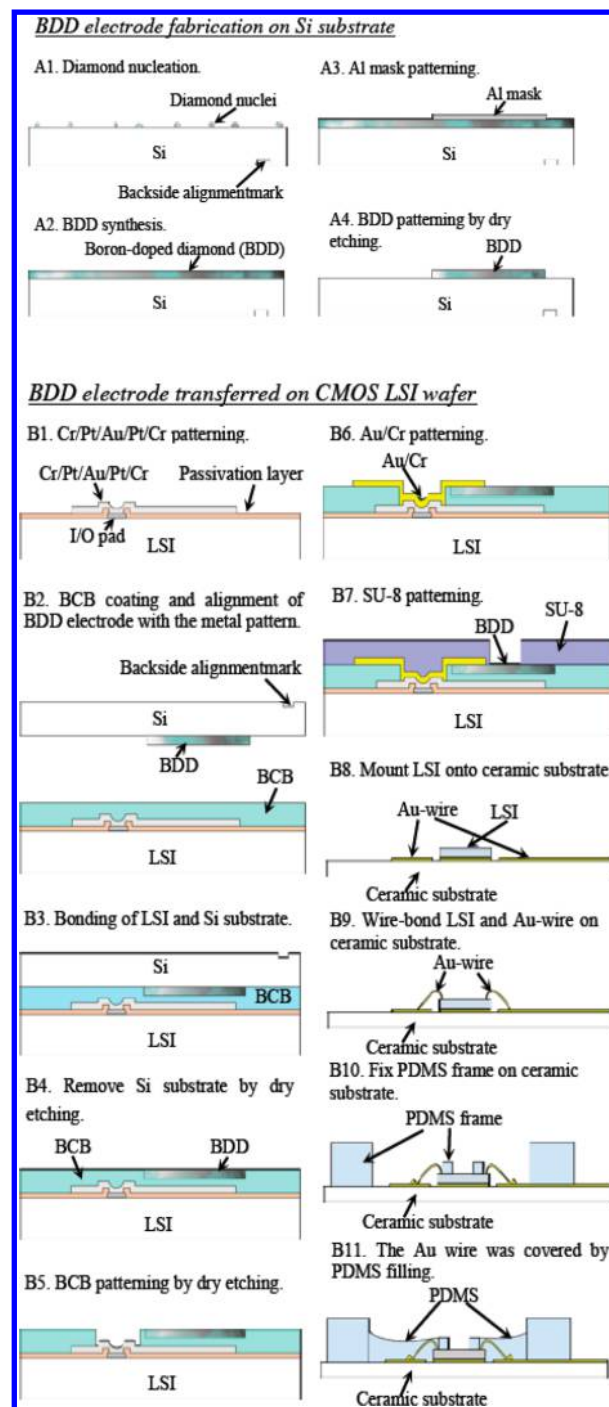 BDD electrode fabrication on Si substrate
A1. Diamond nucleation.
Diamond nuclei
Si
Backside alignmentmark
A2. BDD synthesis.
Boron-doped diamond (BDD)
Si
A3. Al mask patterning.
Al mask
Si
A4. BDD patterning by dry
etching.
BDD
Si
BDD electrode transferred on CMOS LSI wafer
B1. Cr/Pt/Au/Pt/Cr patterning.
Cr/Pt/Au/Pt/Cr
Passivation layer
I/O pad
LSI
B2. BCB coating and alignment of
BDD electrode with the metal pattern.
Backside alignmentmark
Si
BDD
BCB
LSI
B3. Bonding of LSI and Si substrate.
Si
BCB
LSI
B4. Remove Si substrate by dry
etching.
BCB
BDD
LSI
B5. BCB patterning by dry etching.
LSI
B6. Au/Cr patterning.
Au/Cr
LSI
B7. SU-8 patterning.
SU-8
BDD
LSI
B8. Mount LSI onto ceramic substrate
LSI
Au-wire
Ceramic substrate
B9. Wire-bond LSI and Au-wire on
ceramic substrate.
Au-wire
Ceramic substrate
B10. Fix PDMS frame on ceramic
substrate.
PDMS frame
Ceramic substrate
B11. The Au wire was covered by
PDMS filling.
PDMS
Ceramic substrate